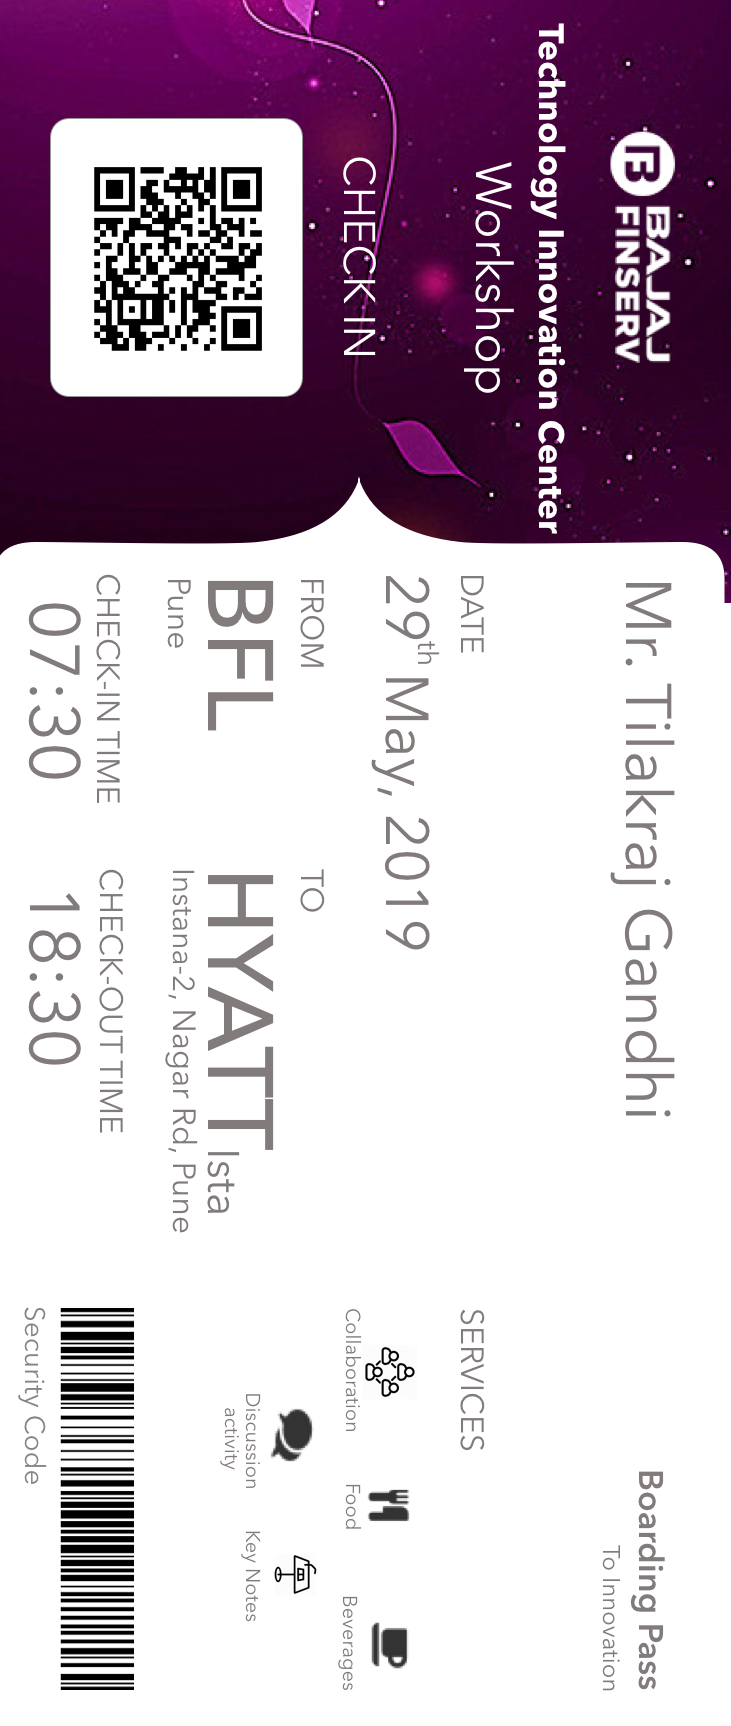 BAJAJ
FINSERV
Technology Innovation Center
Workshop
CHECK IN
Mr. Tilakraj Gandhi
DATE
29th May, 2019
FROM
BFL
Pune
TO
HYATT Ista
Instana-2, Nagar Rd, Pune
CHECK-IN TIME
07:30
CHECK-OUT TIME
18:30
Boarding Pass
To Innovation
SERVICES
Collaboration
Food
Beverages
Discussion
activity
Key Notes
Security Code